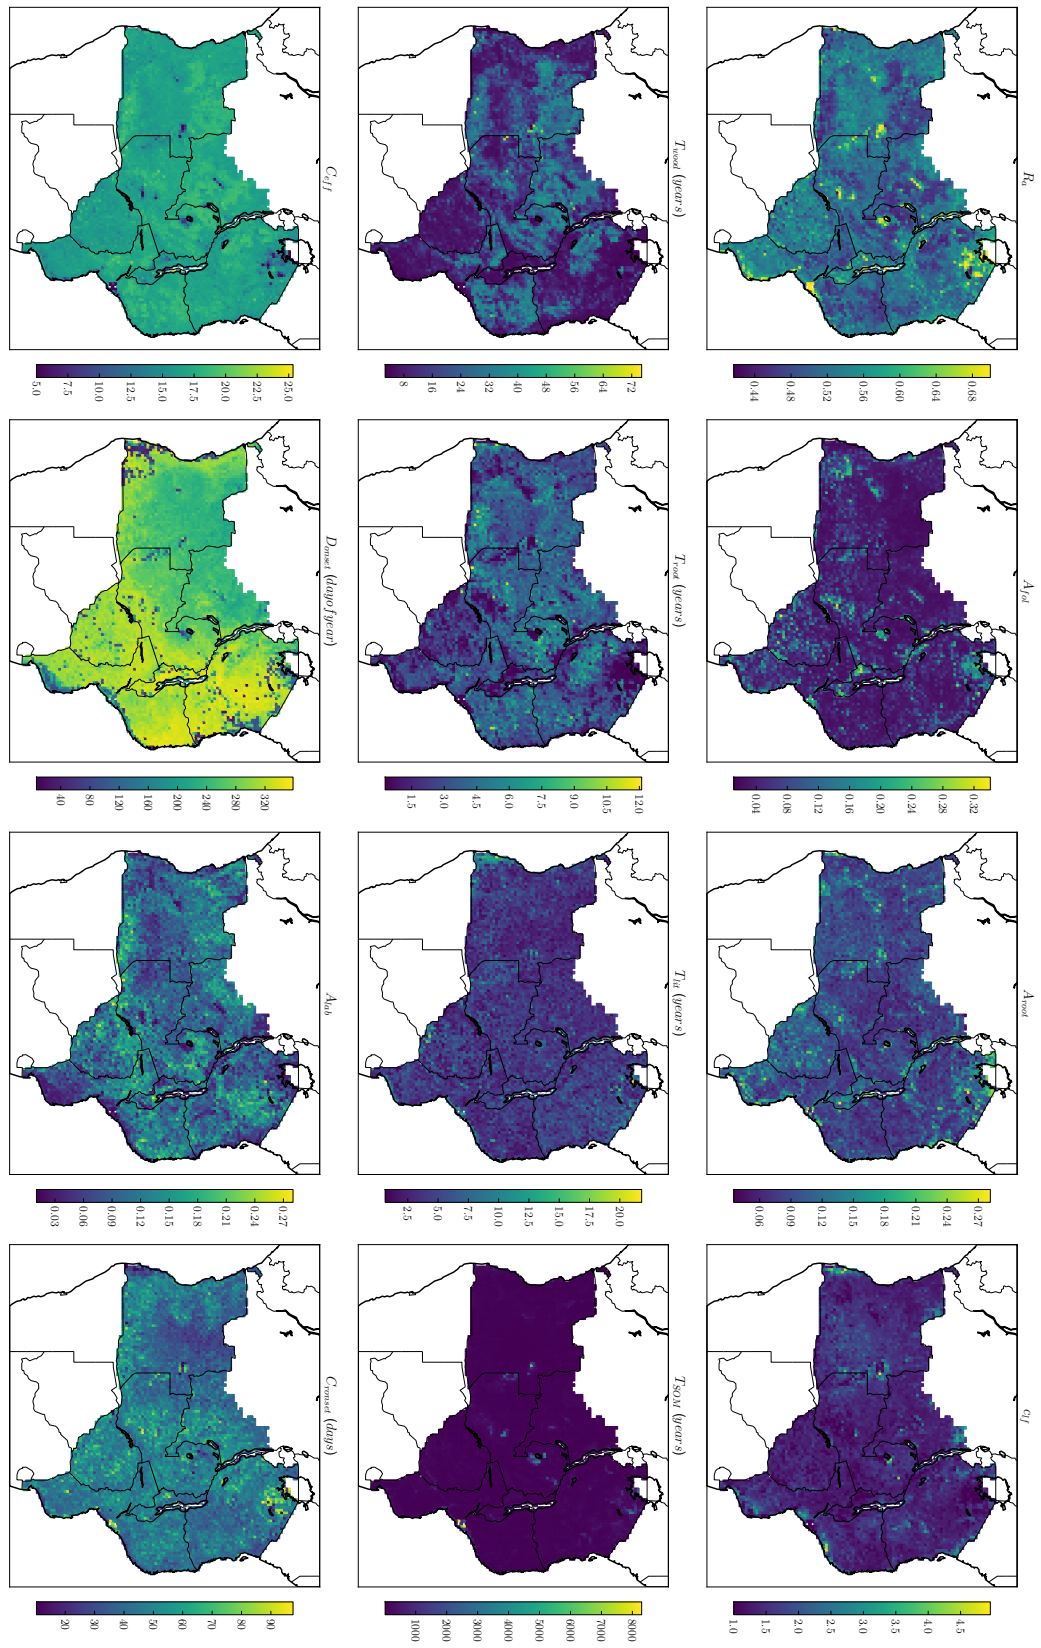 R_a
0.44 0.48 0.52 0.56 0.60 0.64 0.68
A_fol
0.04 0.08 0.12 0.16 0.20 0.24 0.28 0.32
A_root
0.06 0.09 0.12 0.15 0.18 0.21 0.24 0.27
c_lf
1.0 1.5 2.0 2.5 3.0 3.5 4.0 4.5
T_wood (years)
8 16 24 32 40 48 56 64 72
T_root (years)
1.5 3.0 4.5 6.0 7.5 9.0 10.5 12.0
T_lit (years)
2.5 5.0 7.5 10.0 12.5 15.0 17.5 20.0
T_SOM (years)
1000 2000 3000 4000 5000 6000 7000 8000
C_eff
5.0 7.5 10.0 12.5 15.0 17.5 20.0 22.5 25.0
D_onset (dayofyear)
40 80 120 160 200 240 280 320
A_lab
0.03 0.06 0.09 0.12 0.15 0.18 0.21 0.24 0.27
C_ronset (days)
20 30 40 50 60 70 80 90